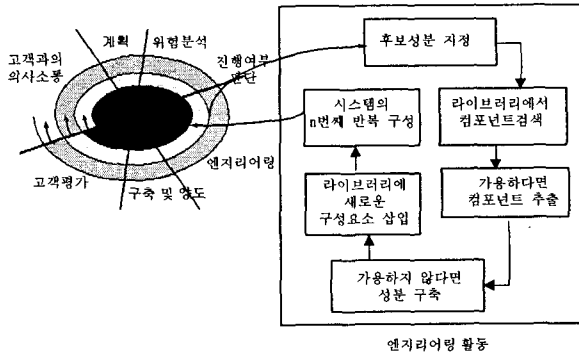 계획
위험분석
고객과의
의사소통
진행여부
판단
엔지리어링
구축 및 양도
고객평가
후보성분 지정
시스템의
n번째 반복 구성
라이브러리에서
컴포넌트검색
라이브러리에
새로운
구성요소 삽입
가용하다면
컴포넌트 추출
가용하지 않다면
성분 구축
엔지리어링 활동